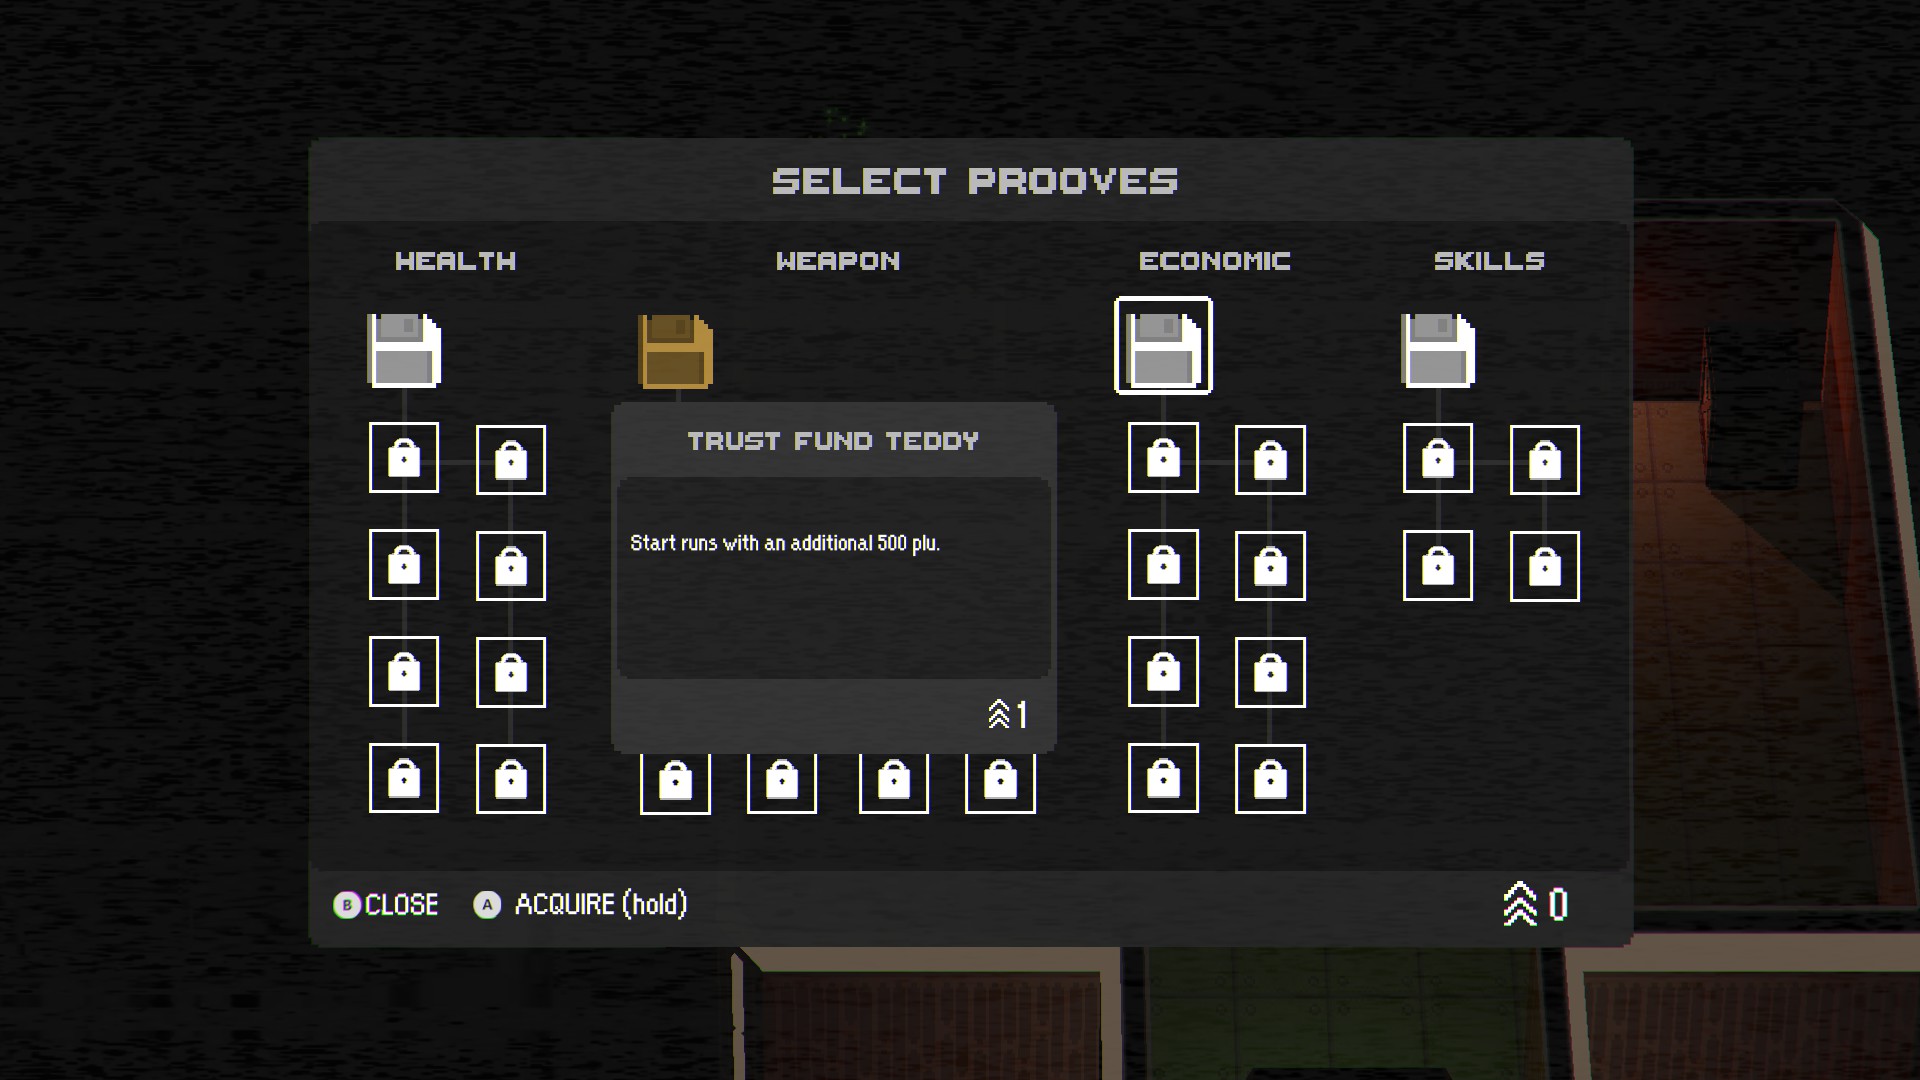 SELECT PROOVES
HEALTH
WEAPON
ECONOMIC
SKILLS
TRUST FUND TEDDY
Start runs with an additional 500 plu.
1
B CLOSE A ACQUIRE (hold)
0